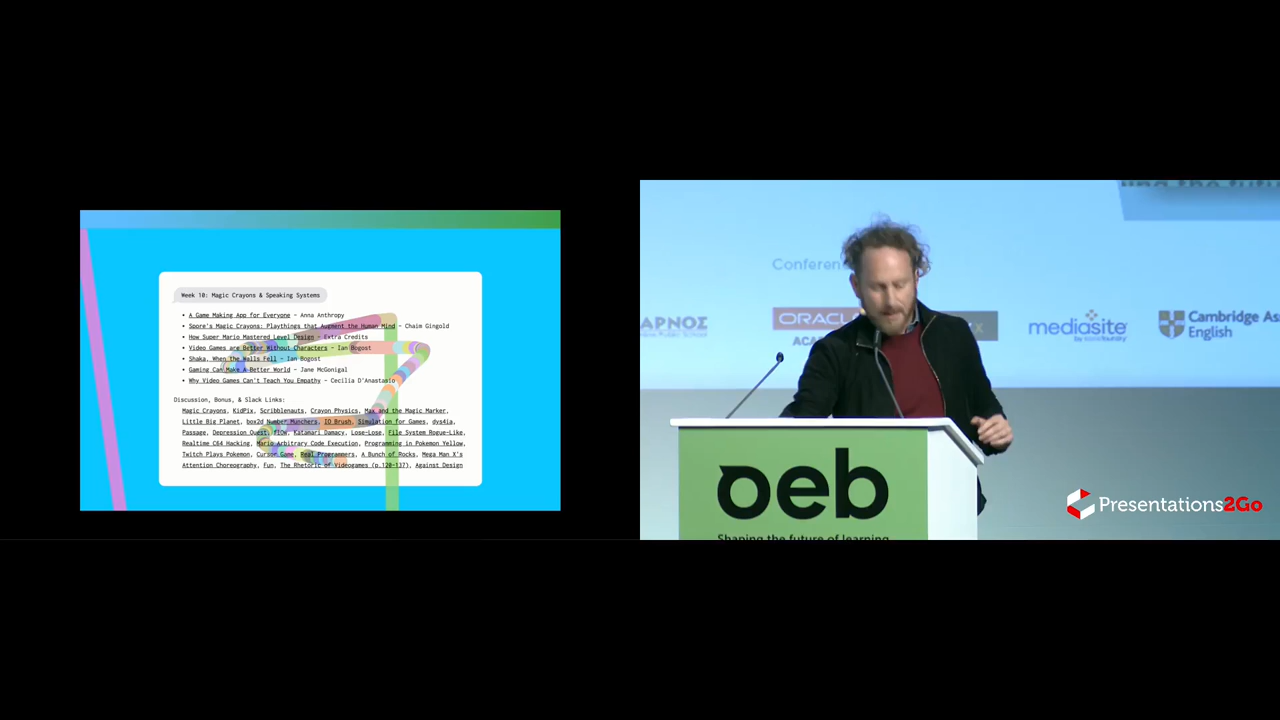 Week 10: Magic Crayons & Speaking Systems
• A Game Making App for Everyone - Anna Anthropy
• Spore's Magic Crayons: Playthings that Augment the Human Mind - Chaim Gingold
• How Super Mario Mastered Level Design - Extra Credits
• Video Games are Better Without Characters - Ian Bogost
• Shaka, When the Walls Fell - Ian Bogost
• Gaming Can Make A Better World - Jane McGonigal
• Why Video Games Can't Teach You Empathy - Cecilia D'Anastasio
Discussion, Bonus, & Slack Links:
Magic Crayons, KidPix, Scribblenauts, Crayon Physics, Max and the Magic Marker,
Little Big Planet, box2d Number Munchers, IO Brush, Simulation for Games, dys4ia,
Passage, Depression Quest, flOw, Katamari Damacy, Lose-Lose, File System Rogue-Like,
Realtime C64 Hacking, Mario Arbitrary Code Execution, Programming in Pokemon Yellow,
Twitch Plays Pokemon, Cursor Game, Real Programmers, A Bunch of Rocks, Mega Man X's
Attention Choreography, Fun, The Rhetoric of Videogames (p.120-137), Against Design
Conferen
ΑΡΝΟΣ
ORACL
ACA
mediasite
by sonicfoundry
Cambridge Ass
English
oeb
Shaping the future of learning
Presentations2Go